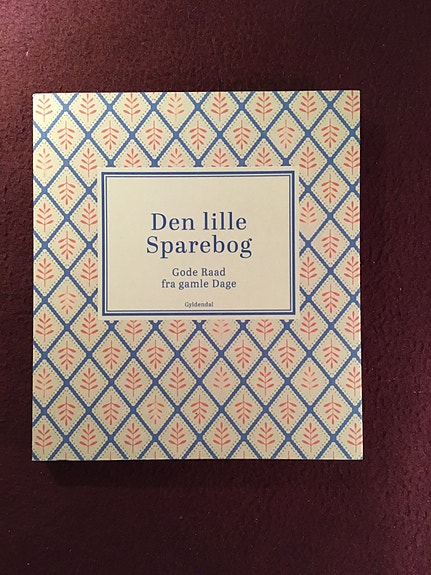 Den lille
Sparebog
Gode Raad
fra gamle Dage
Gyldendal